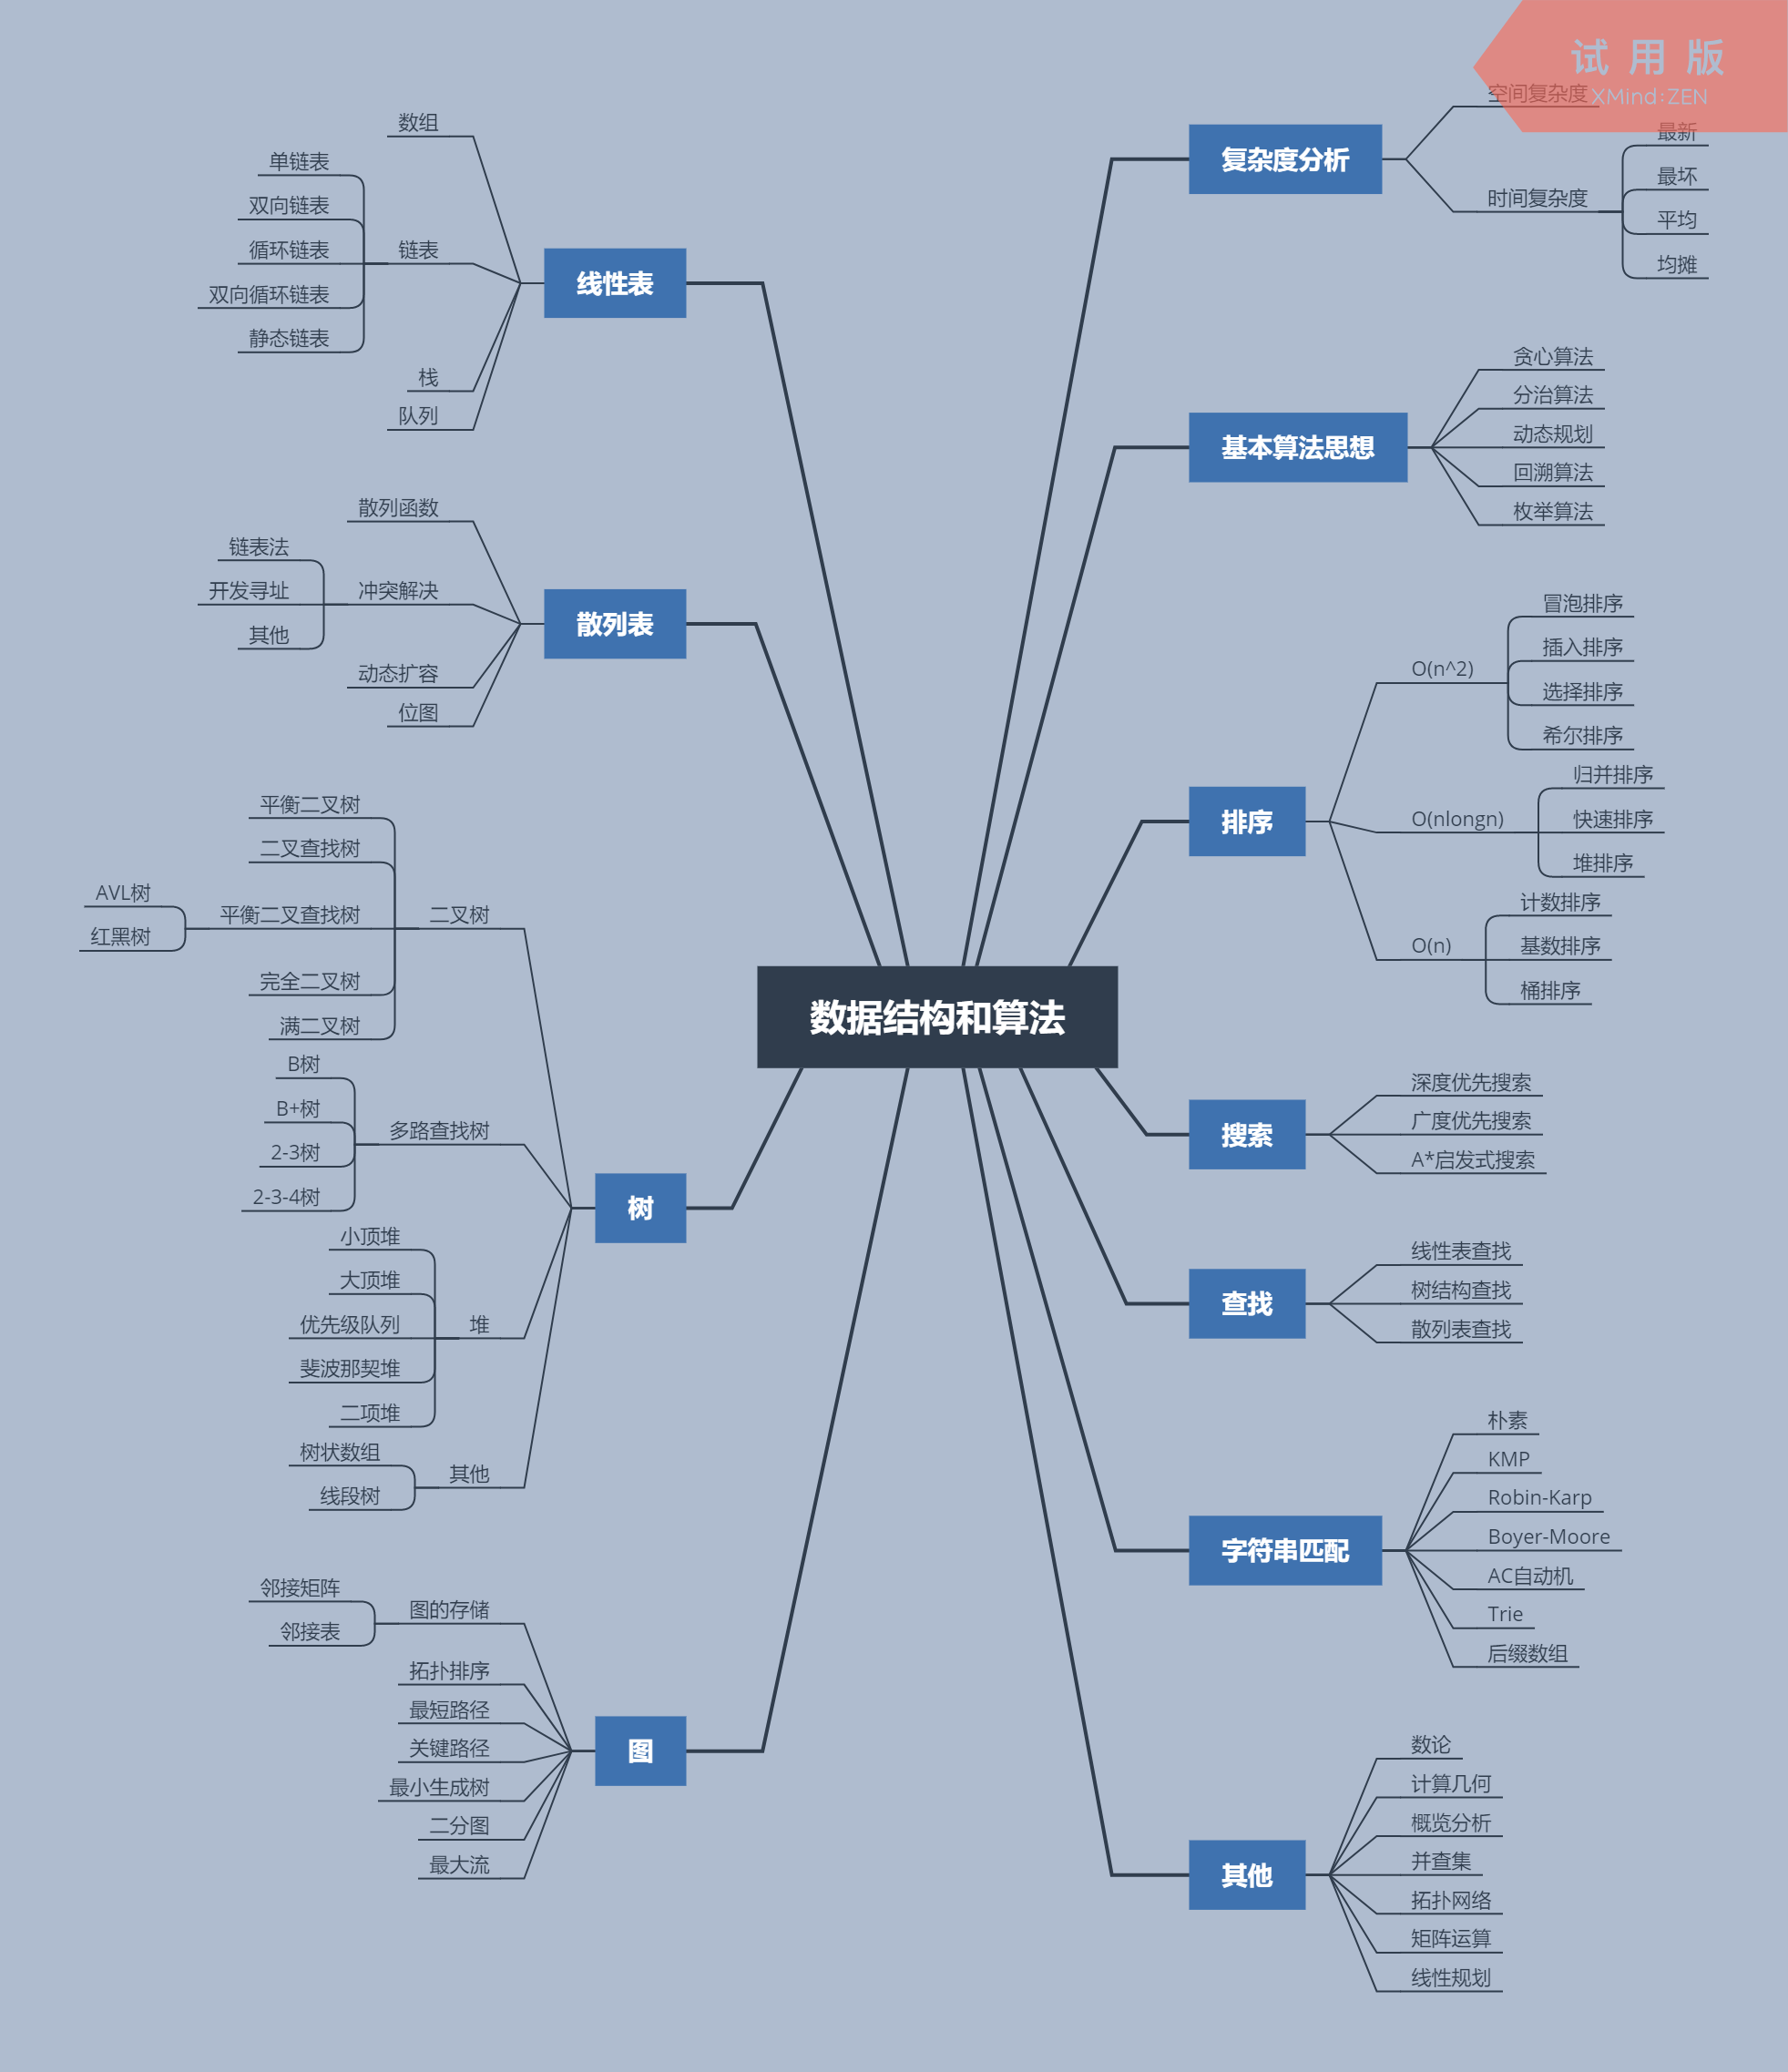 试用版
XMind:ZEN
数据结构和算法
复杂度分析
空间复杂度
时间复杂度
最新
最坏
平均
均摊
基本算法思想
贪心算法
分治算法
动态规划
回溯算法
枚举算法
排序
O(n^2)
冒泡排序
插入排序
选择排序
希尔排序
O(nlongn)
归并排序
快速排序
堆排序
O(n)
计数排序
基数排序
桶排序
搜索
深度优先搜索
广度优先搜索
A*启发式搜索
查找
线性表查找
树结构查找
散列表查找
字符串匹配
朴素
KMP
Robin-Karp
Boyer-Moore
AC自动机
Trie
后缀数组
其他
数论
计算几何
概览分析
并查集
拓扑网络
矩阵运算
线性规划
线性表
数组
链表
单链表
双向链表
循环链表
双向循环链表
静态链表
栈
队列
散列表
散列函数
冲突解决
链表法
开发寻址
其他
动态扩容
位图
树
二叉树
平衡二叉树
二叉查找树
平衡二叉查找树
AVL树
红黑树
完全二叉树
满二叉树
多路查找树
B树
B+树
2-3树
2-3-4树
堆
小顶堆
大顶堆
优先级队列
斐波那契堆
二项堆
其他
树状数组
线段树
图
图的存储
邻接矩阵
邻接表
拓扑排序
最短路径
关键路径
最小生成树
二分图
最大流